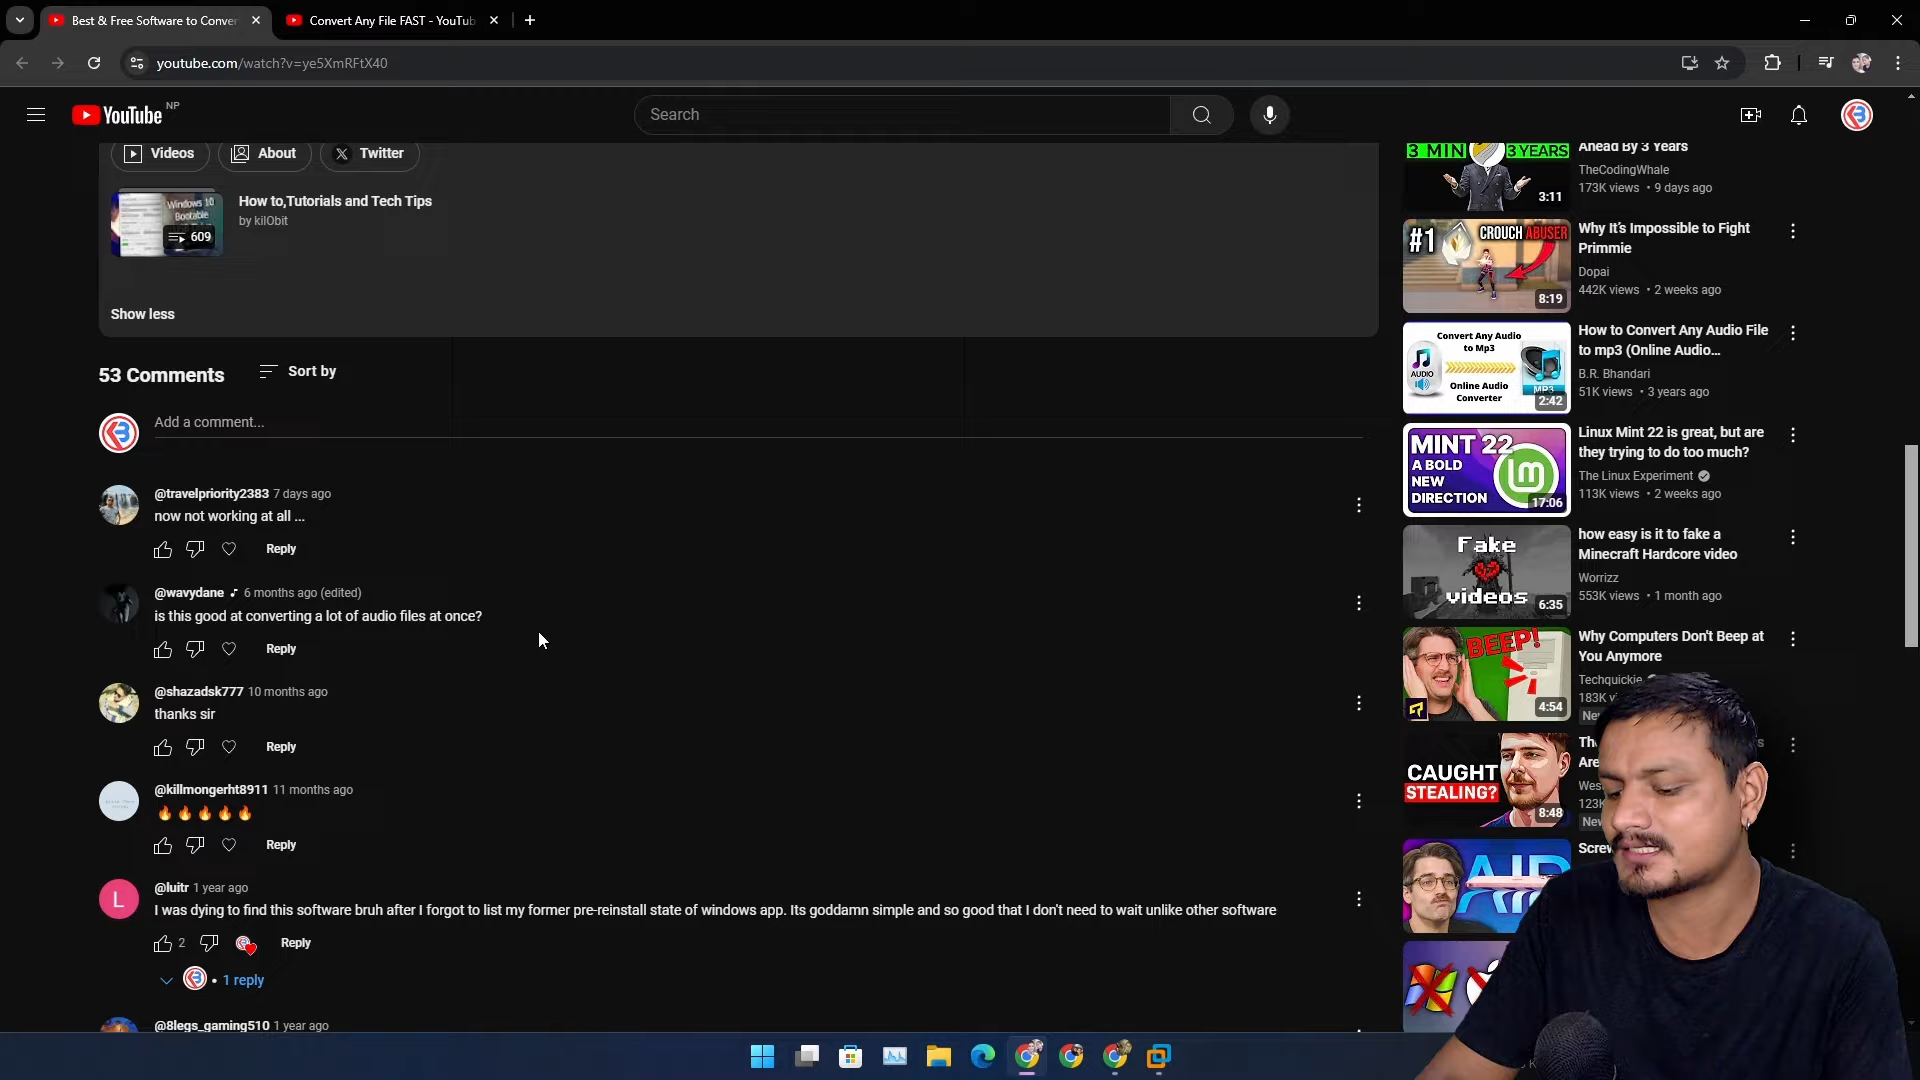 Best & Free Software to Conver
Convert Any File FAST - YouTub
youtube.com/watch?v=ye5XmRFtX40
YouTube NP
Search
Videos
About
Twitter
Windows 10
Bootable
609
How to,Tutorials and Tech Tips
by kilObit
Show less
53 Comments
Sort by
Add a comment...
@travelpriority2383 7 days ago
now not working at all ...
Reply
@wavydane 6 months ago (edited)
is this good at converting a lot of audio files at once?
Reply
@shazadsk777 10 months ago
thanks sir
Reply
@killmongerht8911 11 months ago
🔥🔥🔥🔥🔥
Reply
L
@luitr 1 year ago
I was dying to find this software bruh after I forgot to list my former pre-reinstall state of windows app. Its goddamn simple and so good that I don't need to wait unlike other software
2
Reply
• 1 reply
@8legs_gaming510 1 year ago
3 MIN 3 YEARS
3:11
Ahead By 3 Years
TheCodingWhale
173K views • 9 days ago
#1 CROUCH ABUSER
8:19
Why It's Impossible to Fight
Primmie
Dopai
442K views • 2 weeks ago
Convert Any Audio
to Mp3
AUDIO
MP3
Online Audio
Converter
2:42
How to Convert Any Audio File
to mp3 (Online Audio...
B.R. Bhandari
51K views • 3 years ago
MINT 22
A BOLD
NEW
DIRECTION
lm
17:06
Linux Mint 22 is great, but are
they trying to do too much?
The Linux Experiment
113K views • 2 weeks ago
Fake
videos
6:35
how easy is it to fake a
Minecraft Hardcore video
Worrizz
553K views • 1 month ago
BEEP!
4:54
Why Computers Don't Beep at
You Anymore
Techquickie
183K
CAUGHT
STEALING?
8:48
123K
AIR